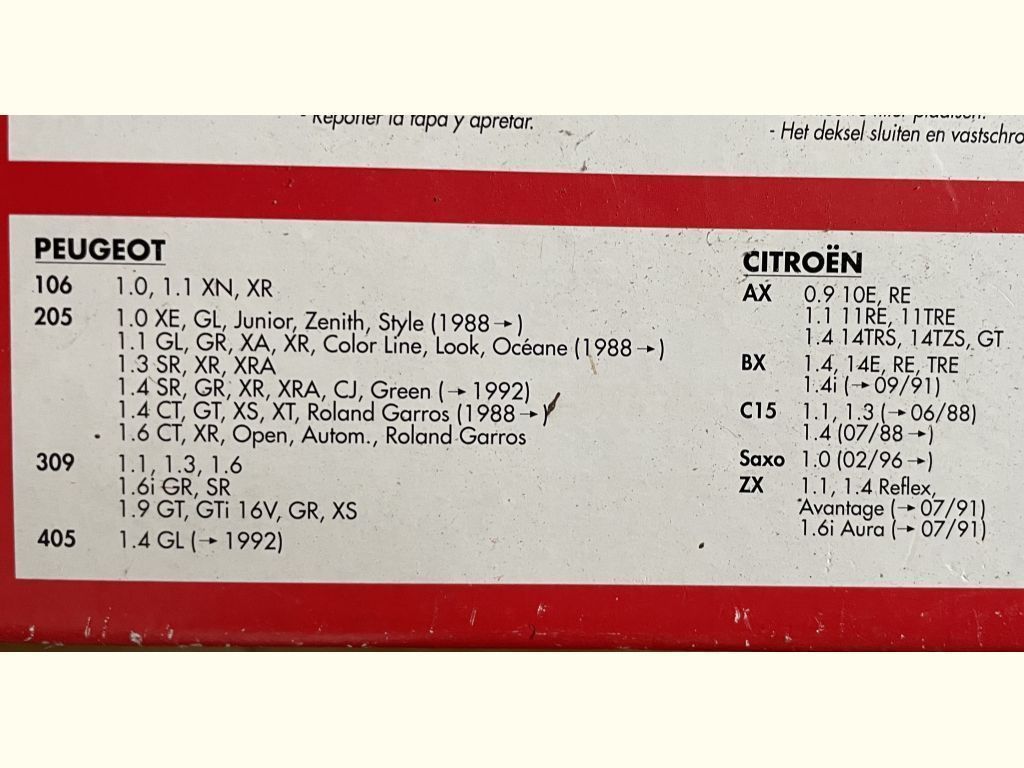 - Reponer la tapa y apretar.
- Het deksel sluiten en vastschro
PEUGEOT
106 1.0, 1.1 XN, XR
205 1.0 XE, GL, Junior, Zenith, Style (1988→)
1.1 GL, GR, XA, XR, Color Line, Look, Océane (1988→)
1.3 SR, XR, XRA
1.4 SR, GR, XR, XRA, CJ, Green (→ 1992)
1.4 CT, GT, XS, XT, Roland Garros (1988→)
1.6 CT, XR, Open, Autom., Roland Garros
309 1.1, 1.3, 1.6
1.6i GR, SR
1.9 GT, GTi 16V, GR, XS
405 1.4 GL (→ 1992)
CITROËN
AX 0.9 10E, RE
1.1 11RE, 11TRE
1.4 14TRS, 14TZS, GT
BX 1.4, 14E, RE, TRE
1.4i (→ 09/91)
C15 1.1, 1.3 (→ 06/88)
1.4 (07/88 →)
Saxo 1.0 (02/96 →)
ZX 1.1, 1.4 Reflex,
Avantage (→ 07/91)
1.6i Aura (→ 07/91)